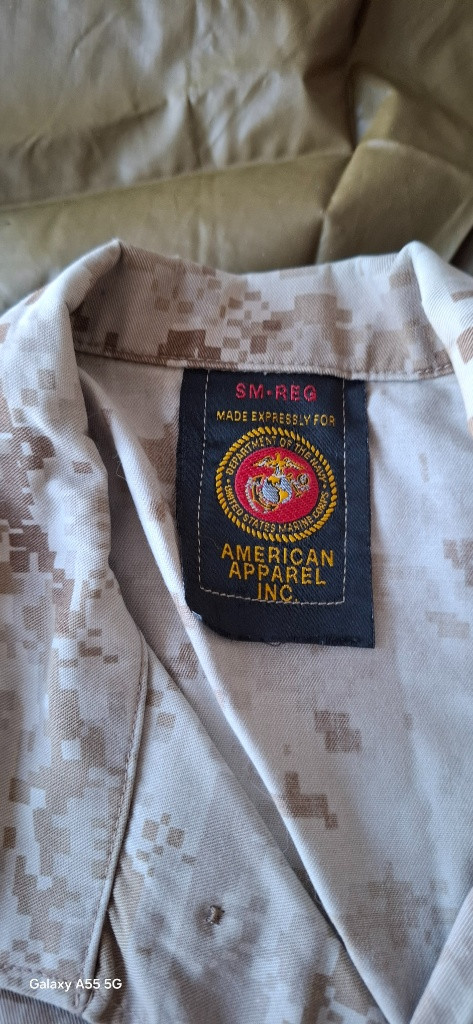 SM-REG
MADE EXPRESSLY FOR
DEPARTMENT OF THE NAVY
UNITED STATES MARINE CORPS
AMERICAN
APPAREL
INC.
Galaxy A55 5G